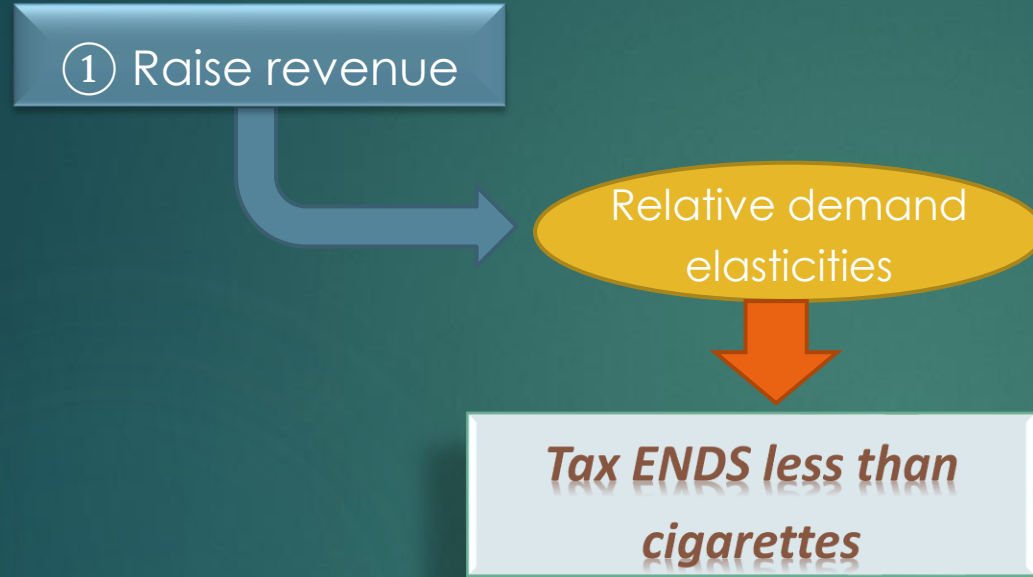 ① Raise revenue
Relative demand
elasticities
Tax ENDS less than
cigarettes